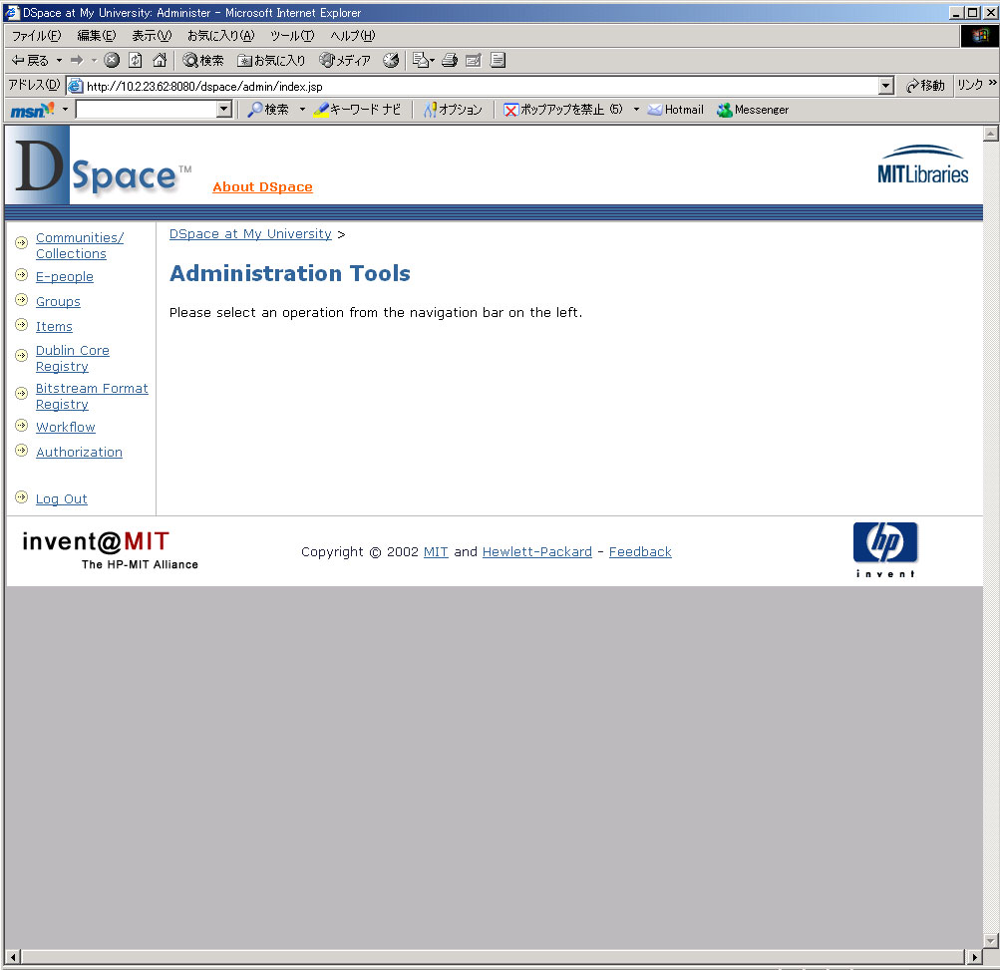 DSpace at My University: Administer - Microsoft Internet Explorer
ファイル(F) 編集(E) 表示(V) お気に入り(A) ツール(T) ヘルプ(H)
戻る 検索 お気に入り メディア
アドレス(D) http://10.2.23.62:8080/dspace/admin/index.jsp 移動 リンク »
msn 検索 キーワード ナビ オプション ポップアップを禁止 (5) Hotmail Messenger
DSpace™ About DSpace MITLibraries
DSpace at My University >
Administration Tools
Please select an operation from the navigation bar on the left.
Communities/
Collections
E-people
Groups
Items
Dublin Core
Registry
Bitstream Format
Registry
Workflow
Authorization
Log Out
invent@MIT
The HP-MIT Alliance
Copyright © 2002 MIT and Hewlett-Packard - Feedback
hp
invent